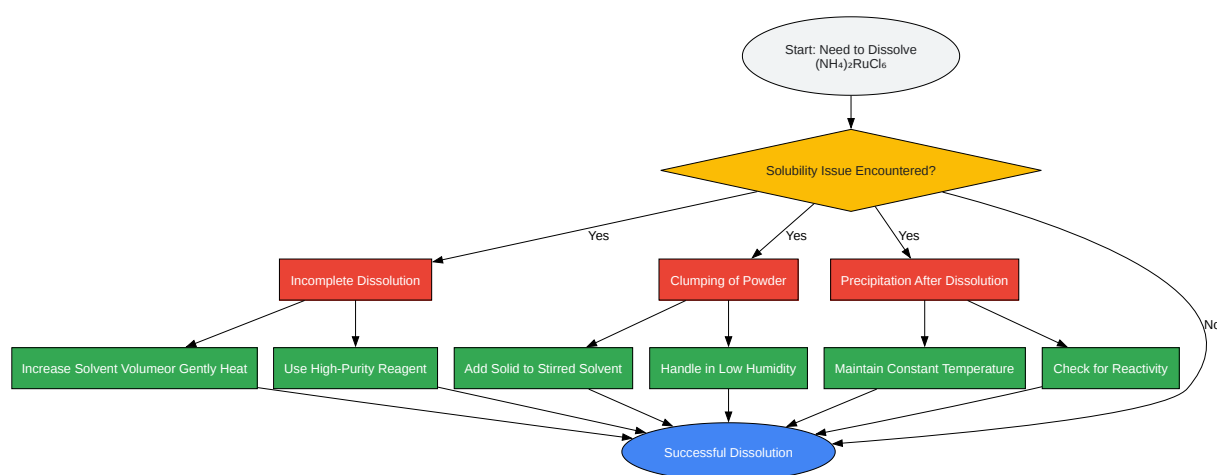 Start: Need to Dissolve
(NH₄)₂RuCl₆
Solubility Issue Encountered?
Yes
Yes
Yes
Incomplete Dissolution
Clumping of Powder
Precipitation After Dissolution
No
Increase Solvent Volumeor Gently Heat
Use High-Purity Reagent
Add Solid to Stirred Solvent
Handle in Low Humidity
Maintain Constant Temperature
Check for Reactivity
Successful Dissolution